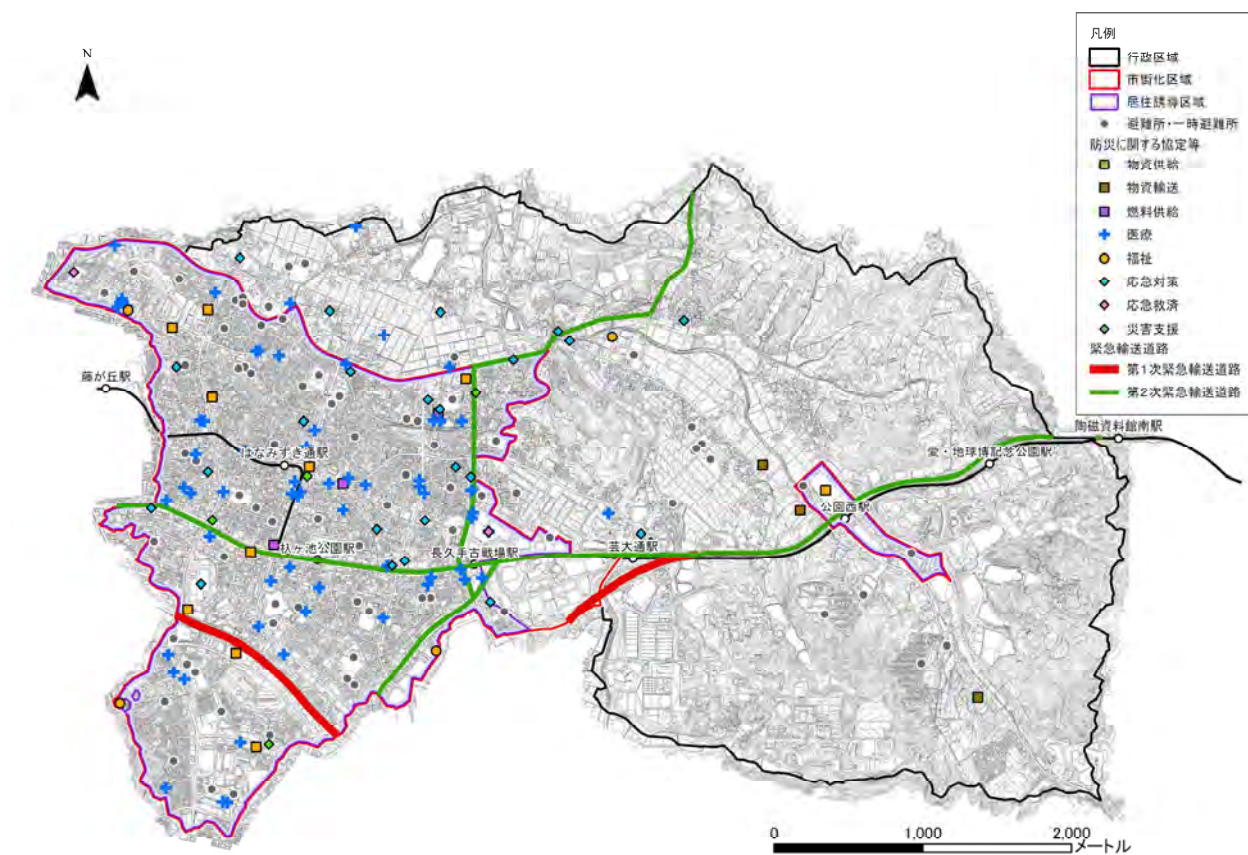 凡例
行政区域
市街化区域
居住誘導区域
避難所・一時避難所
防災に関する協定等
物資供給
物資輸送
燃料供給
医療
福祉
応急対策
応急救済
災害支援
緊急輸送道路
第1次緊急輸送道路
第2次緊急輸送道路
N
藤が丘駅
はなみずき通駅
杁ヶ池公園駅
長久手古戦場駅
芸大通駅
公園西駅
愛・地球博記念公園駅
陶磁資料館南駅
0 1,000 2,000
メートル